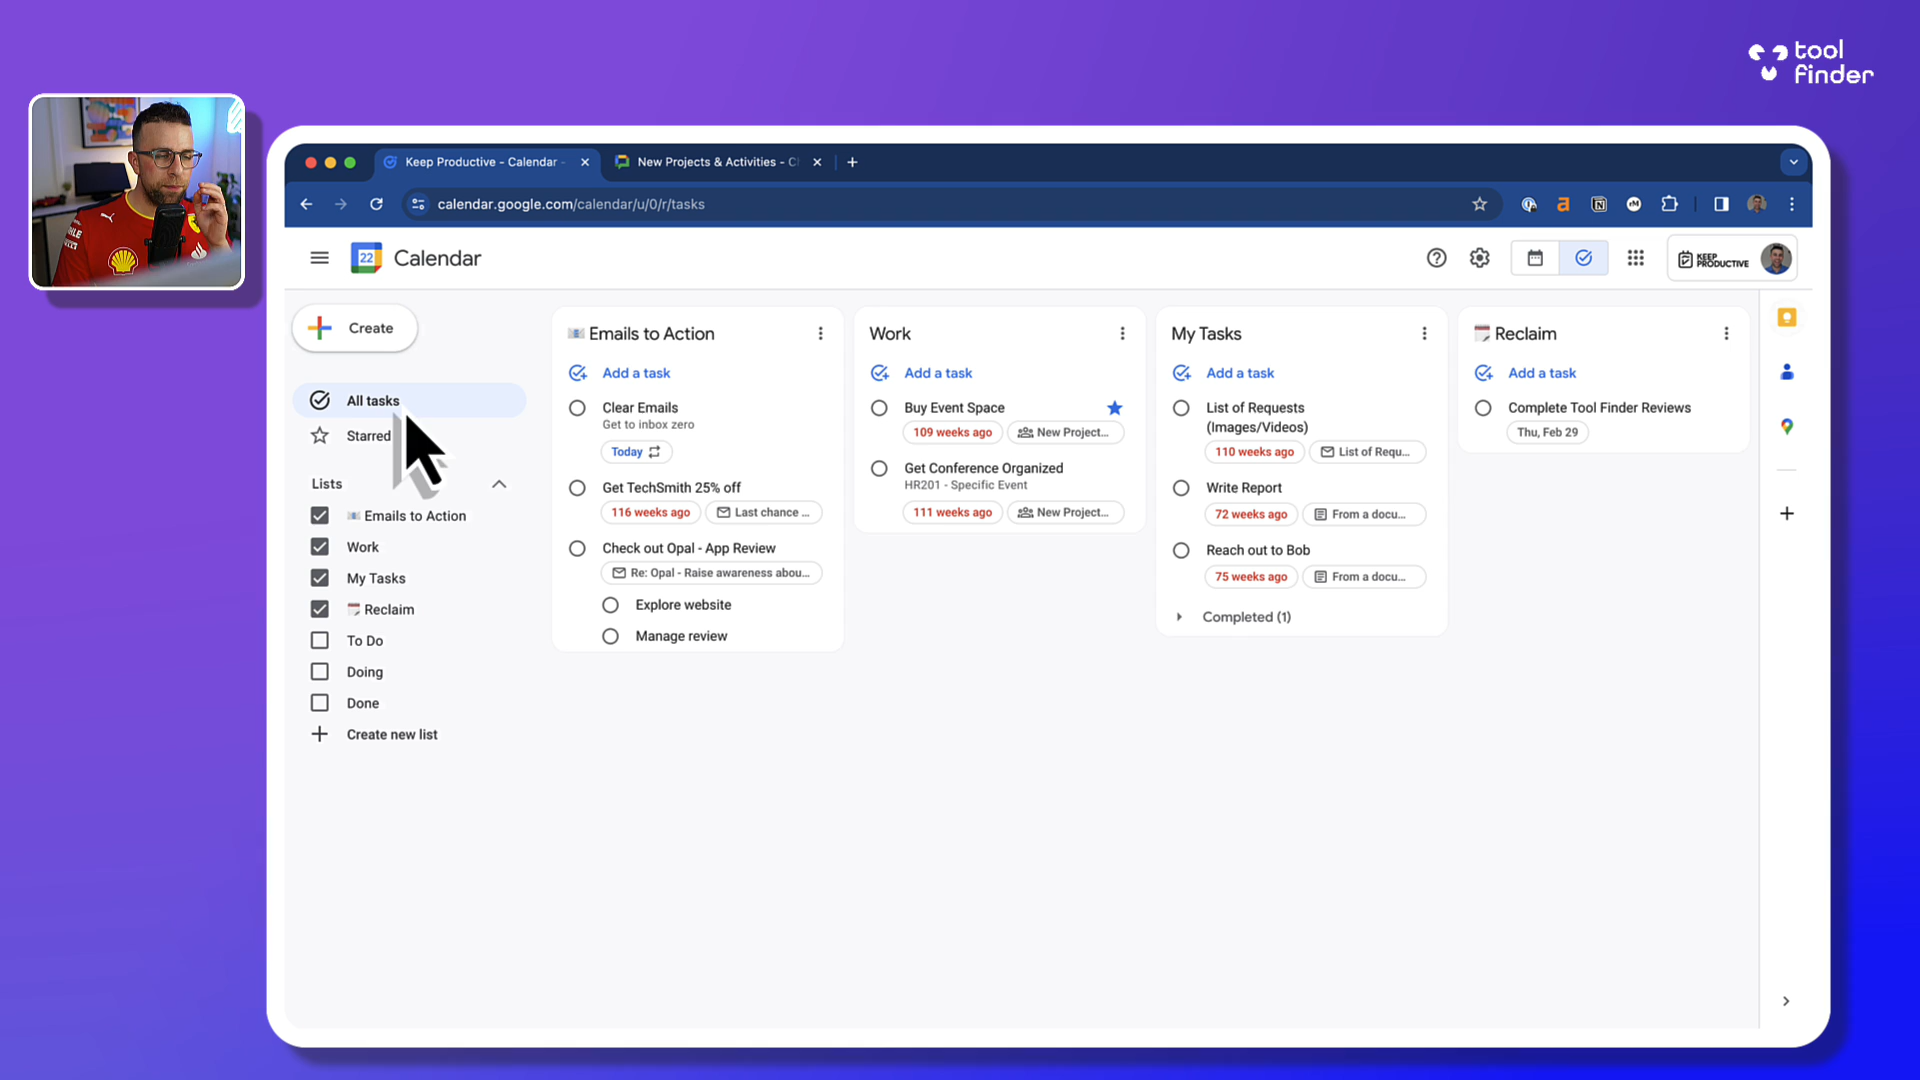 tool
finder
Keep Productive - Calendar -
New Projects & Activities - C
calendar.google.com/calendar/u/0/r/tasks
22
Calendar
KEEP
PRODUCTIVE
Create
All tasks
Starred
Lists
Emails to Action
Work
My Tasks
Reclaim
To Do
Doing
Done
Create new list
Emails to Action
Add a task
Clear Emails
Get to inbox zero
Today
Get TechSmith 25% off
116 weeks ago
Last chance ...
Check out Opal - App Review
Re: Opal - Raise awareness abou...
Explore website
Manage review
Work
Add a task
Buy Event Space
109 weeks ago
New Project...
Get Conference Organized
HR201 - Specific Event
111 weeks ago
New Project...
My Tasks
Add a task
List of Requests
(Images/Videos)
110 weeks ago
List of Requ...
Write Report
72 weeks ago
From a docu...
Reach out to Bob
75 weeks ago
From a docu...
Completed (1)
Reclaim
Add a task
Complete Tool Finder Reviews
Thu, Feb 29